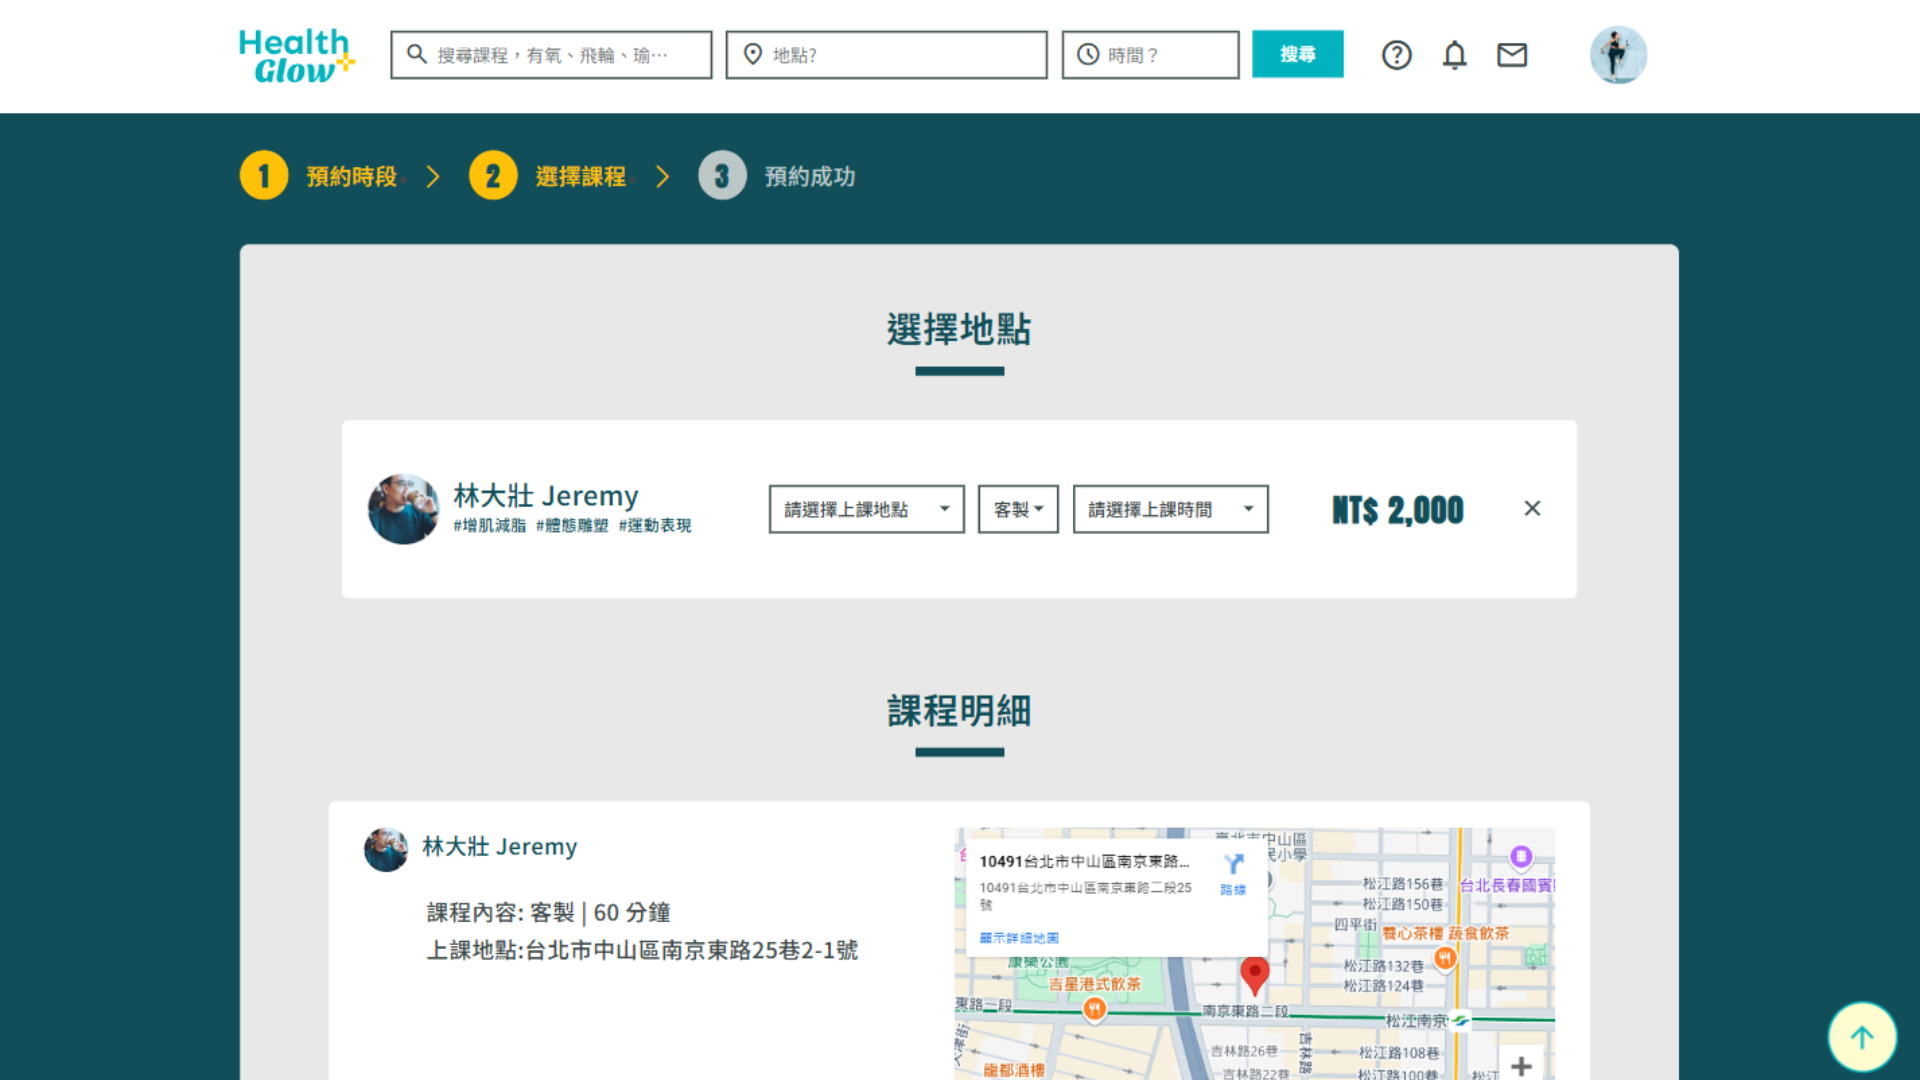 Health
Glow
搜尋課程，有氧、飛輪、瑜…
地點?
時間？
搜尋
1 預約時段
2 選擇課程
3 預約成功
選擇地點
林大壯 Jeremy
#增肌減脂 #體態雕塑 #運動表現
請選擇上課地點
客製
請選擇上課時間
NT$ 2,000
課程明細
林大壯 Jeremy
課程內容: 客製 | 60 分鐘
上課地點:台北市中山區南京東路25巷2-1號
10491台北市中山區南京東路...
10491台北市中山區南京東路二段25
號
顯示詳細地圖
路線
臺北市中山區
民小學
松江路156巷
台北長春國賓
松江路150巷
四平街
養心茶樓 蔬食飲茶
康樂公園
松江路132巷
吉星港式飲茶
松江路124巷
東路一段
南京東路二段
松江南京
天津街
吉林路
吉林路26巷
松江路108巷
龍都酒樓
吉林路22巷
松江路100巷
松江